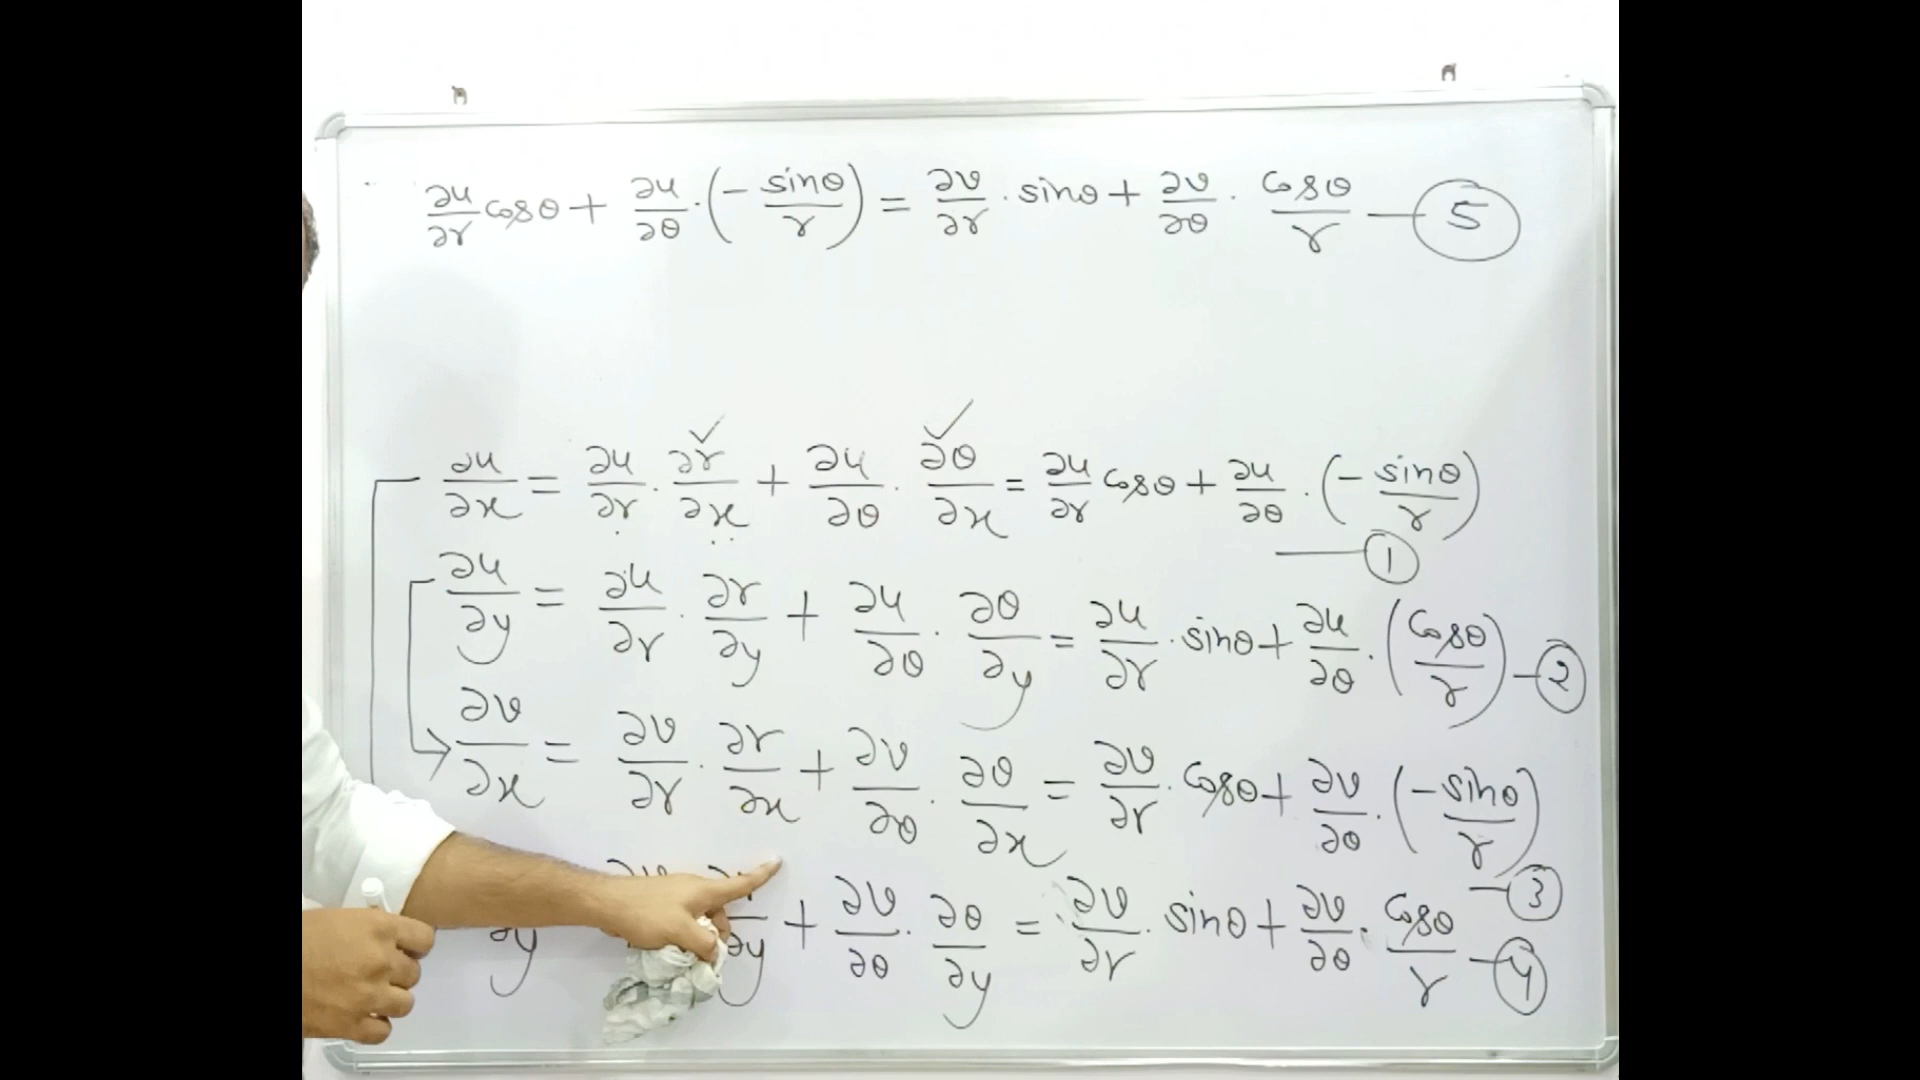 ∂u/∂r cosθ + ∂u/∂θ · (− sinθ/r) = ∂v/∂r · sinθ + ∂v/∂θ · cosθ/r — 5
∂u/∂x = ∂u/∂r · ∂r/∂x + ∂u/∂θ · ∂θ/∂x = ∂u/∂r cosθ + ∂u/∂θ · (− sinθ/r)
— 1
∂u/∂y = ∂u/∂r · ∂r/∂y + ∂u/∂θ · ∂θ/∂y = ∂u/∂r · sinθ + ∂u/∂θ · (cosθ/r) — 2
∂v/∂x = ∂v/∂r · ∂r/∂x + ∂v/∂θ · ∂θ/∂x = ∂v/∂r · cosθ + ∂v/∂θ · (− sinθ/r)
— 3
∂y ∂y + ∂v/∂θ · ∂θ/∂y = ∂v/∂r · sinθ + ∂v/∂θ · cosθ/r — 4